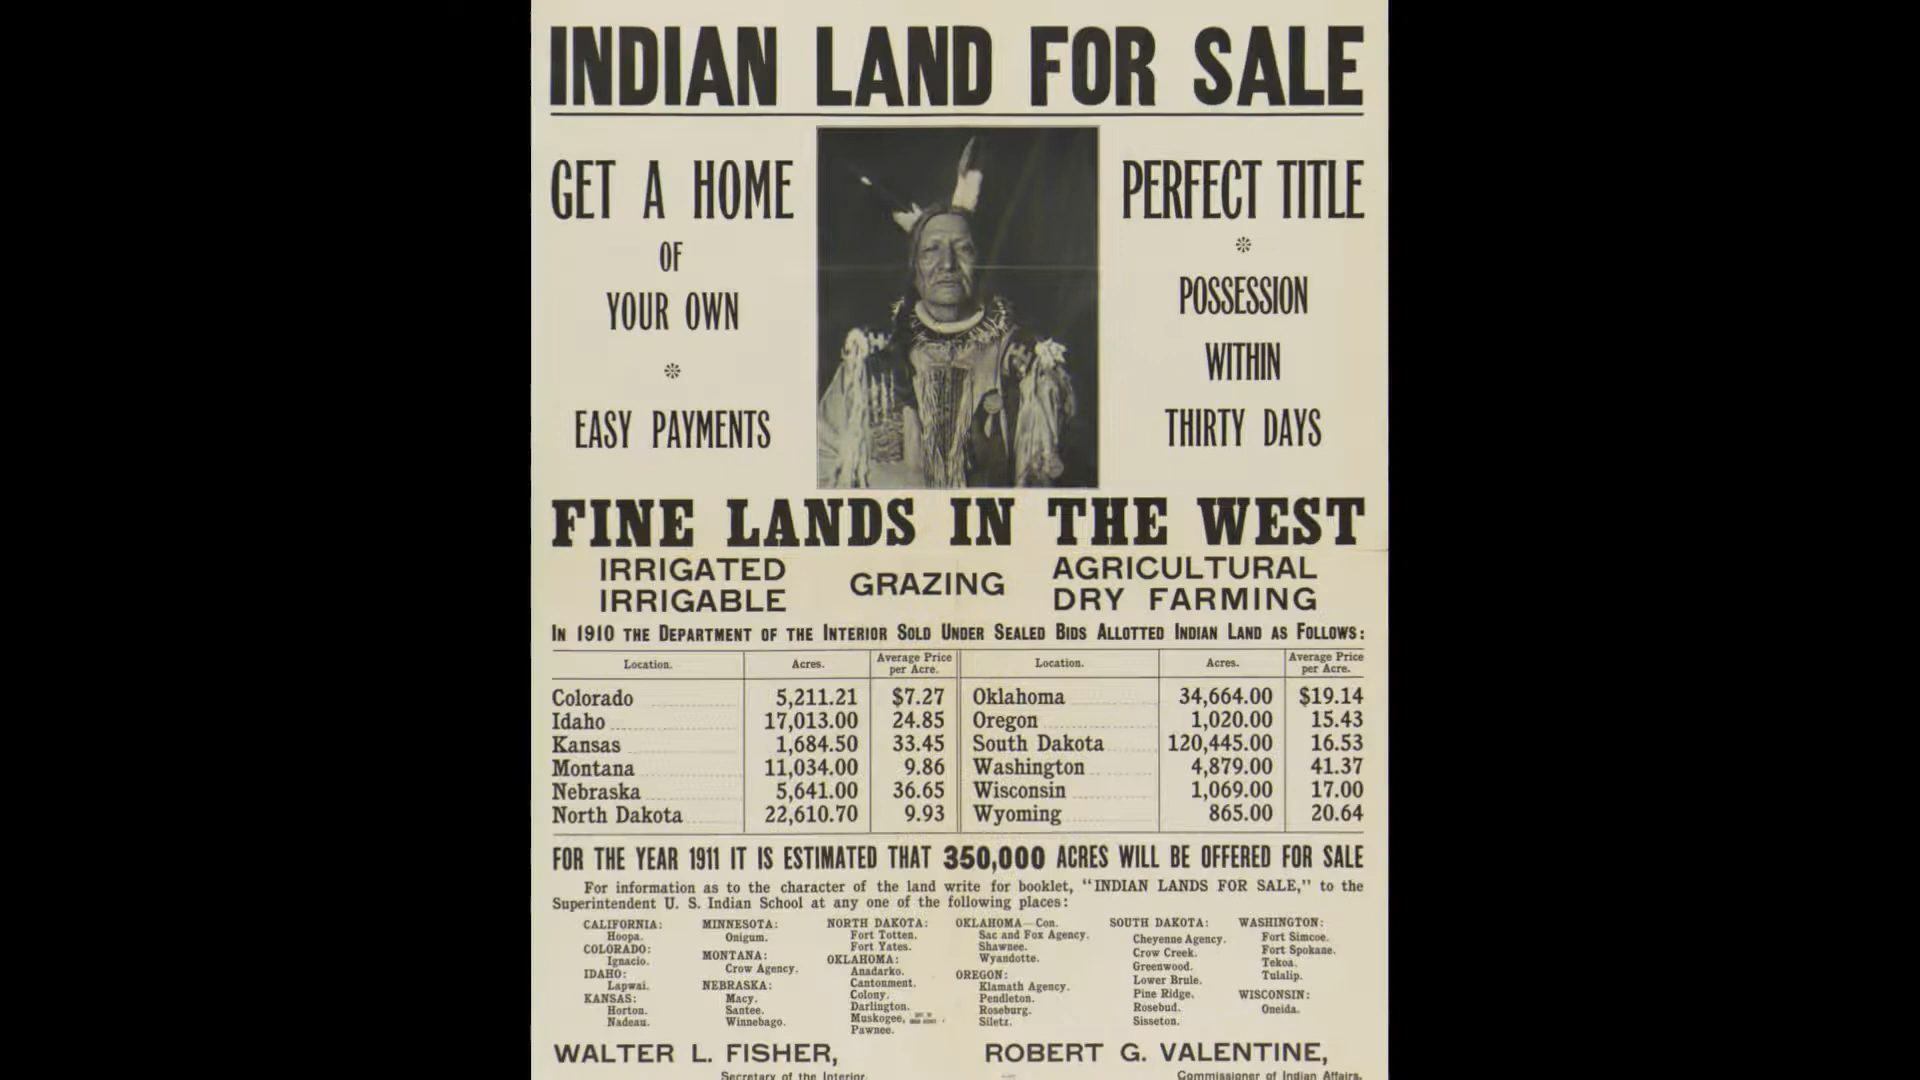 INDIAN LAND FOR SALE
GET A HOME
OF
YOUR OWN
EASY PAYMENTS
PERFECT TITLE
POSSESSION
WITHIN
THIRTY DAYS
FINE LANDS IN THE WEST
IRRIGATED
IRRIGABLE
GRAZING
AGRICULTURAL
DRY FARMING
IN 1910 THE DEPARTMENT OF THE INTERIOR SOLD UNDER SEALED BIDS ALLOTTED INDIAN LAND AS FOLLOWS:
Location. Acres. Average Price per Acre. Location. Acres. Average Price per Acre.
Colorado 5,211.21 $7.27 Oklahoma 34,664.00 $19.14
Idaho 17,013.00 24.85 Oregon 1,020.00 15.43
Kansas 1,684.50 33.45 South Dakota 120,445.00 16.53
Montana 11,034.00 9.86 Washington 4,879.00 41.37
Nebraska 5,641.00 36.65 Wisconsin 1,069.00 17.00
North Dakota 22,610.70 9.93 Wyoming 865.00 20.64
FOR THE YEAR 1911 IT IS ESTIMATED THAT 350,000 ACRES WILL BE OFFERED FOR SALE
For information as to the character of the land write for booklet, "INDIAN LANDS FOR SALE," to the
Superintendent U. S. Indian School at any one of the following places:
CALIFORNIA:
Hoopa.
COLORADO:
Ignacio.
IDAHO:
Lapwai.
KANSAS:
Horton.
Nadeau.
MINNESOTA:
Onigum.
MONTANA:
Crow Agency.
NEBRASKA:
Macy.
Santee.
Winnebago.
NORTH DAKOTA:
Fort Totten.
Fort Yates.
OKLAHOMA:
Anadarko.
Cantonment.
Colony.
Darlington.
Muskogee,
Pawnee.
OKLAHOMA—Con.
Sac and Fox Agency.
Shawnee.
Wyandotte.
OREGON:
Klamath Agency.
Pendleton.
Roseburg.
Siletz.
SOUTH DAKOTA:
Cheyenne Agency.
Crow Creek.
Greenwood.
Lower Brule.
Pine Ridge.
Rosebud.
Sisseton.
WASHINGTON:
Fort Simcoe.
Fort Spokane.
Tekoa.
Tulalip.
WISCONSIN:
Oneida.
WALTER L. FISHER,
Secretary of the Interior.
ROBERT G. VALENTINE,
Commissioner of Indian Affairs.